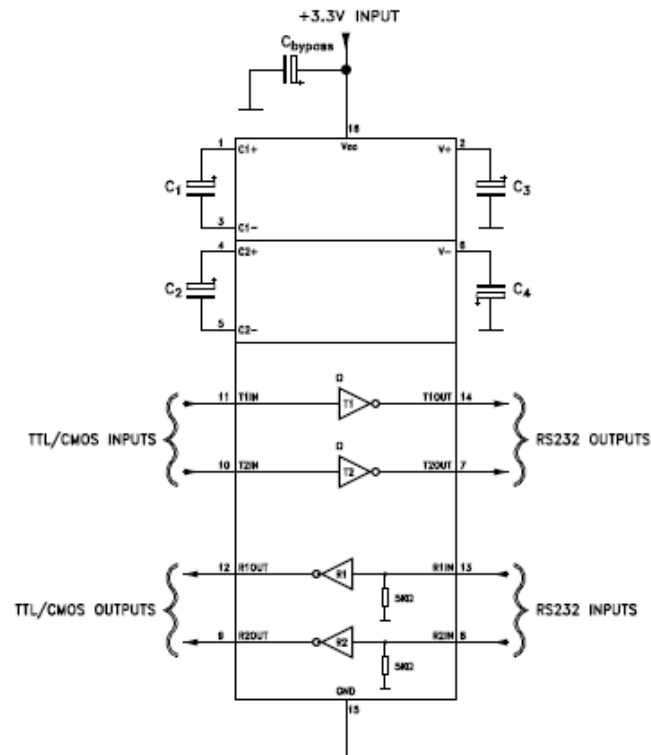 +3.3V INPUT
Cbypass
16
Vcc
1
C1+
V+
2
C1
C3
3
C1-
4
C2+
V-
6
C2
C4
5
C2-
Ω
11
T1IN
T1
T1OUT
14
TTL/CMOS INPUTS
RS232 OUTPUTS
Ω
10
T2IN
T2
T2OUT
7
12
R1OUT
R1
R1IN
13
5KΩ
TTL/CMOS OUTPUTS
RS232 INPUTS
9
R2OUT
R2
R2IN
8
5KΩ
GND
15